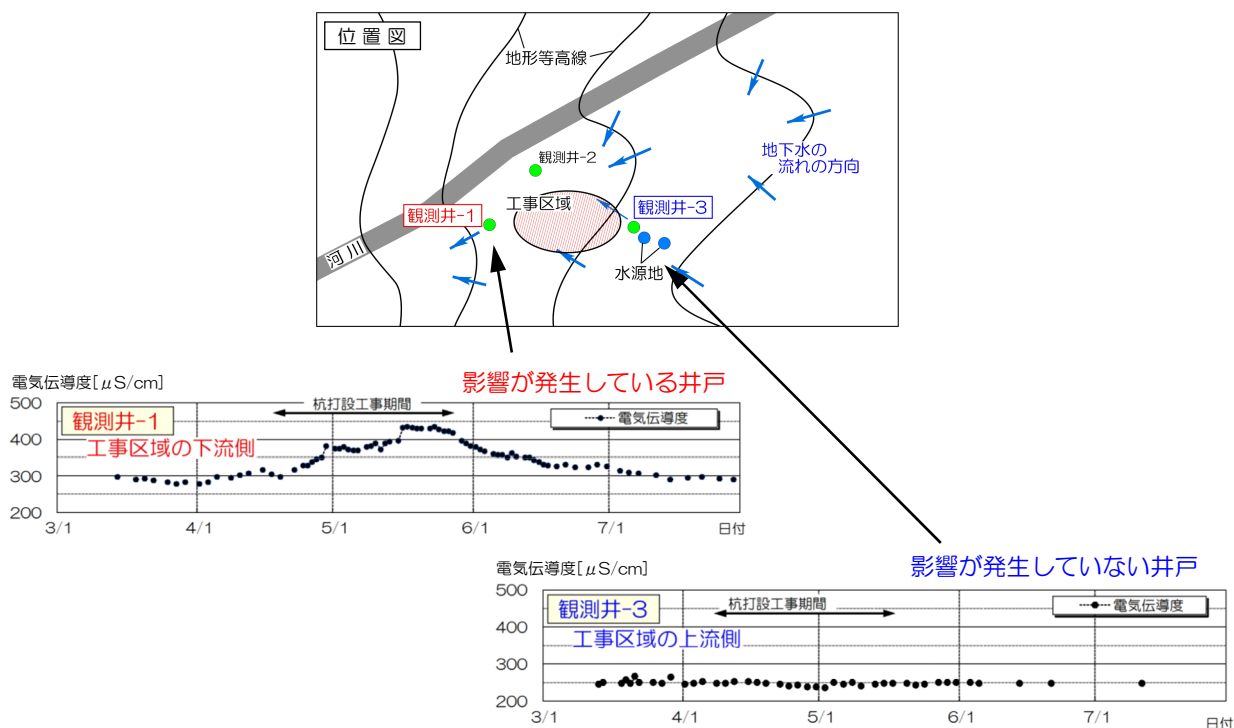 位置図
地形等高線
地下水の
流れの方向
観測井-2
工事区域
観測井-1
観測井-3
河川
水源地
影響が発生している井戸
電気伝導度[μS/cm]
500
400
300
200
観測井-1
工事区域の下流側
杭打設工事期間
電気伝導度
3/1
4/1
5/1
6/1
7/1
日付
影響が発生していない井戸
電気伝導度[μS/cm]
500
400
300
200
観測井-3
工事区域の上流側
杭打設工事期間
電気伝導度
3/1
4/1
5/1
6/1
7/1
日付